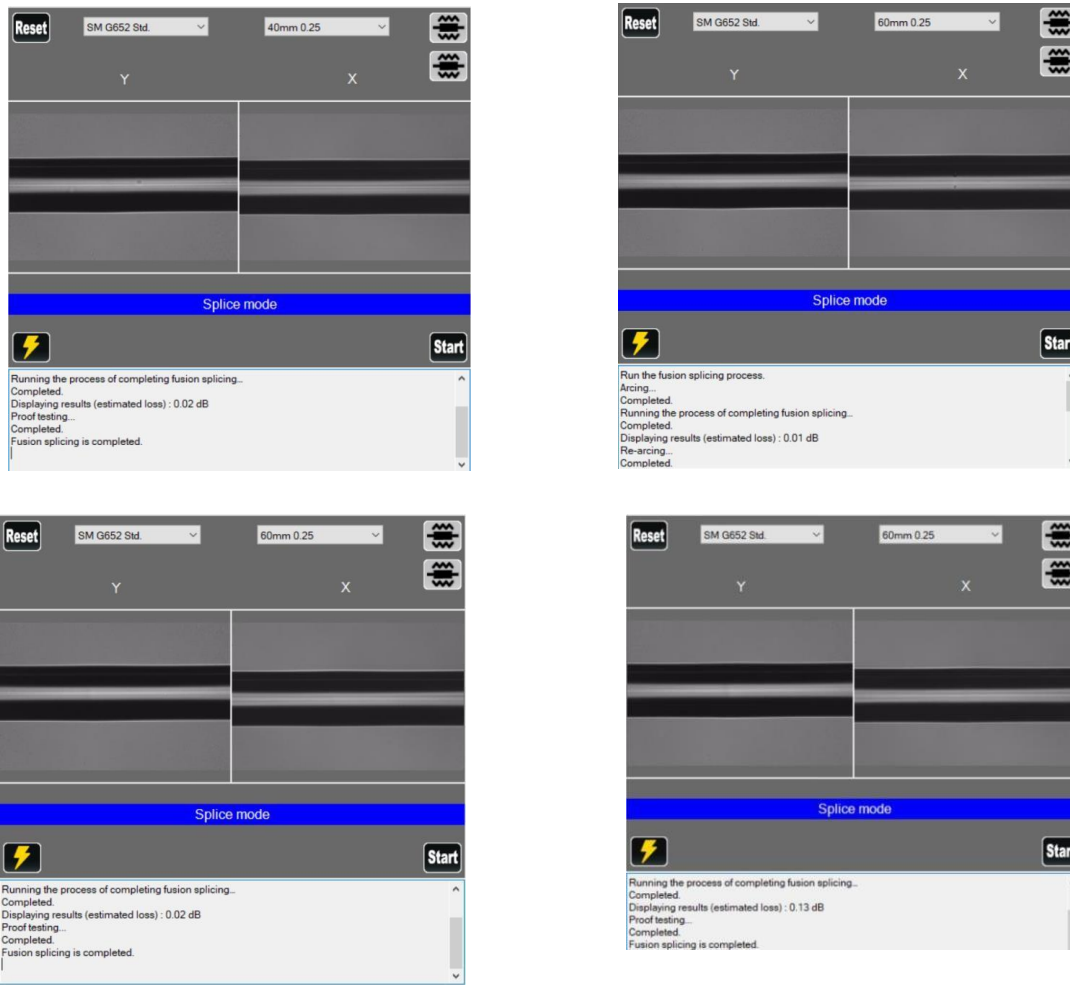 Reset SM G652 Std. 40mm 0.25
Y X
Splice mode
Start
Running the process of completing fusion splicing...
Completed.
Displaying results (estimated loss) : 0.02 dB
Proof testing...
Completed.
Fusion splicing is completed.
Reset SM G652 Std. 60mm 0.25
Y X
Splice mode
Star
Run the fusion splicing process.
Arcing...
Completed.
Running the process of completing fusion splicing...
Completed.
Displaying results (estimated loss) : 0.01 dB
Re-arcing...
Completed.
Reset SM G652 Std. 60mm 0.25
Y X
Splice mode
Start
Running the process of completing fusion splicing...
Completed.
Displaying results (estimated loss) : 0.02 dB
Proof testing...
Completed.
Fusion splicing is completed.
Reset SM G652 Std. 60mm 0.25
Y X
Splice mode
Star
Running the process of completing fusion splicing...
Completed.
Displaying results (estimated loss) : 0.13 dB
Proof testing...
Completed.
Fusion splicing is completed.